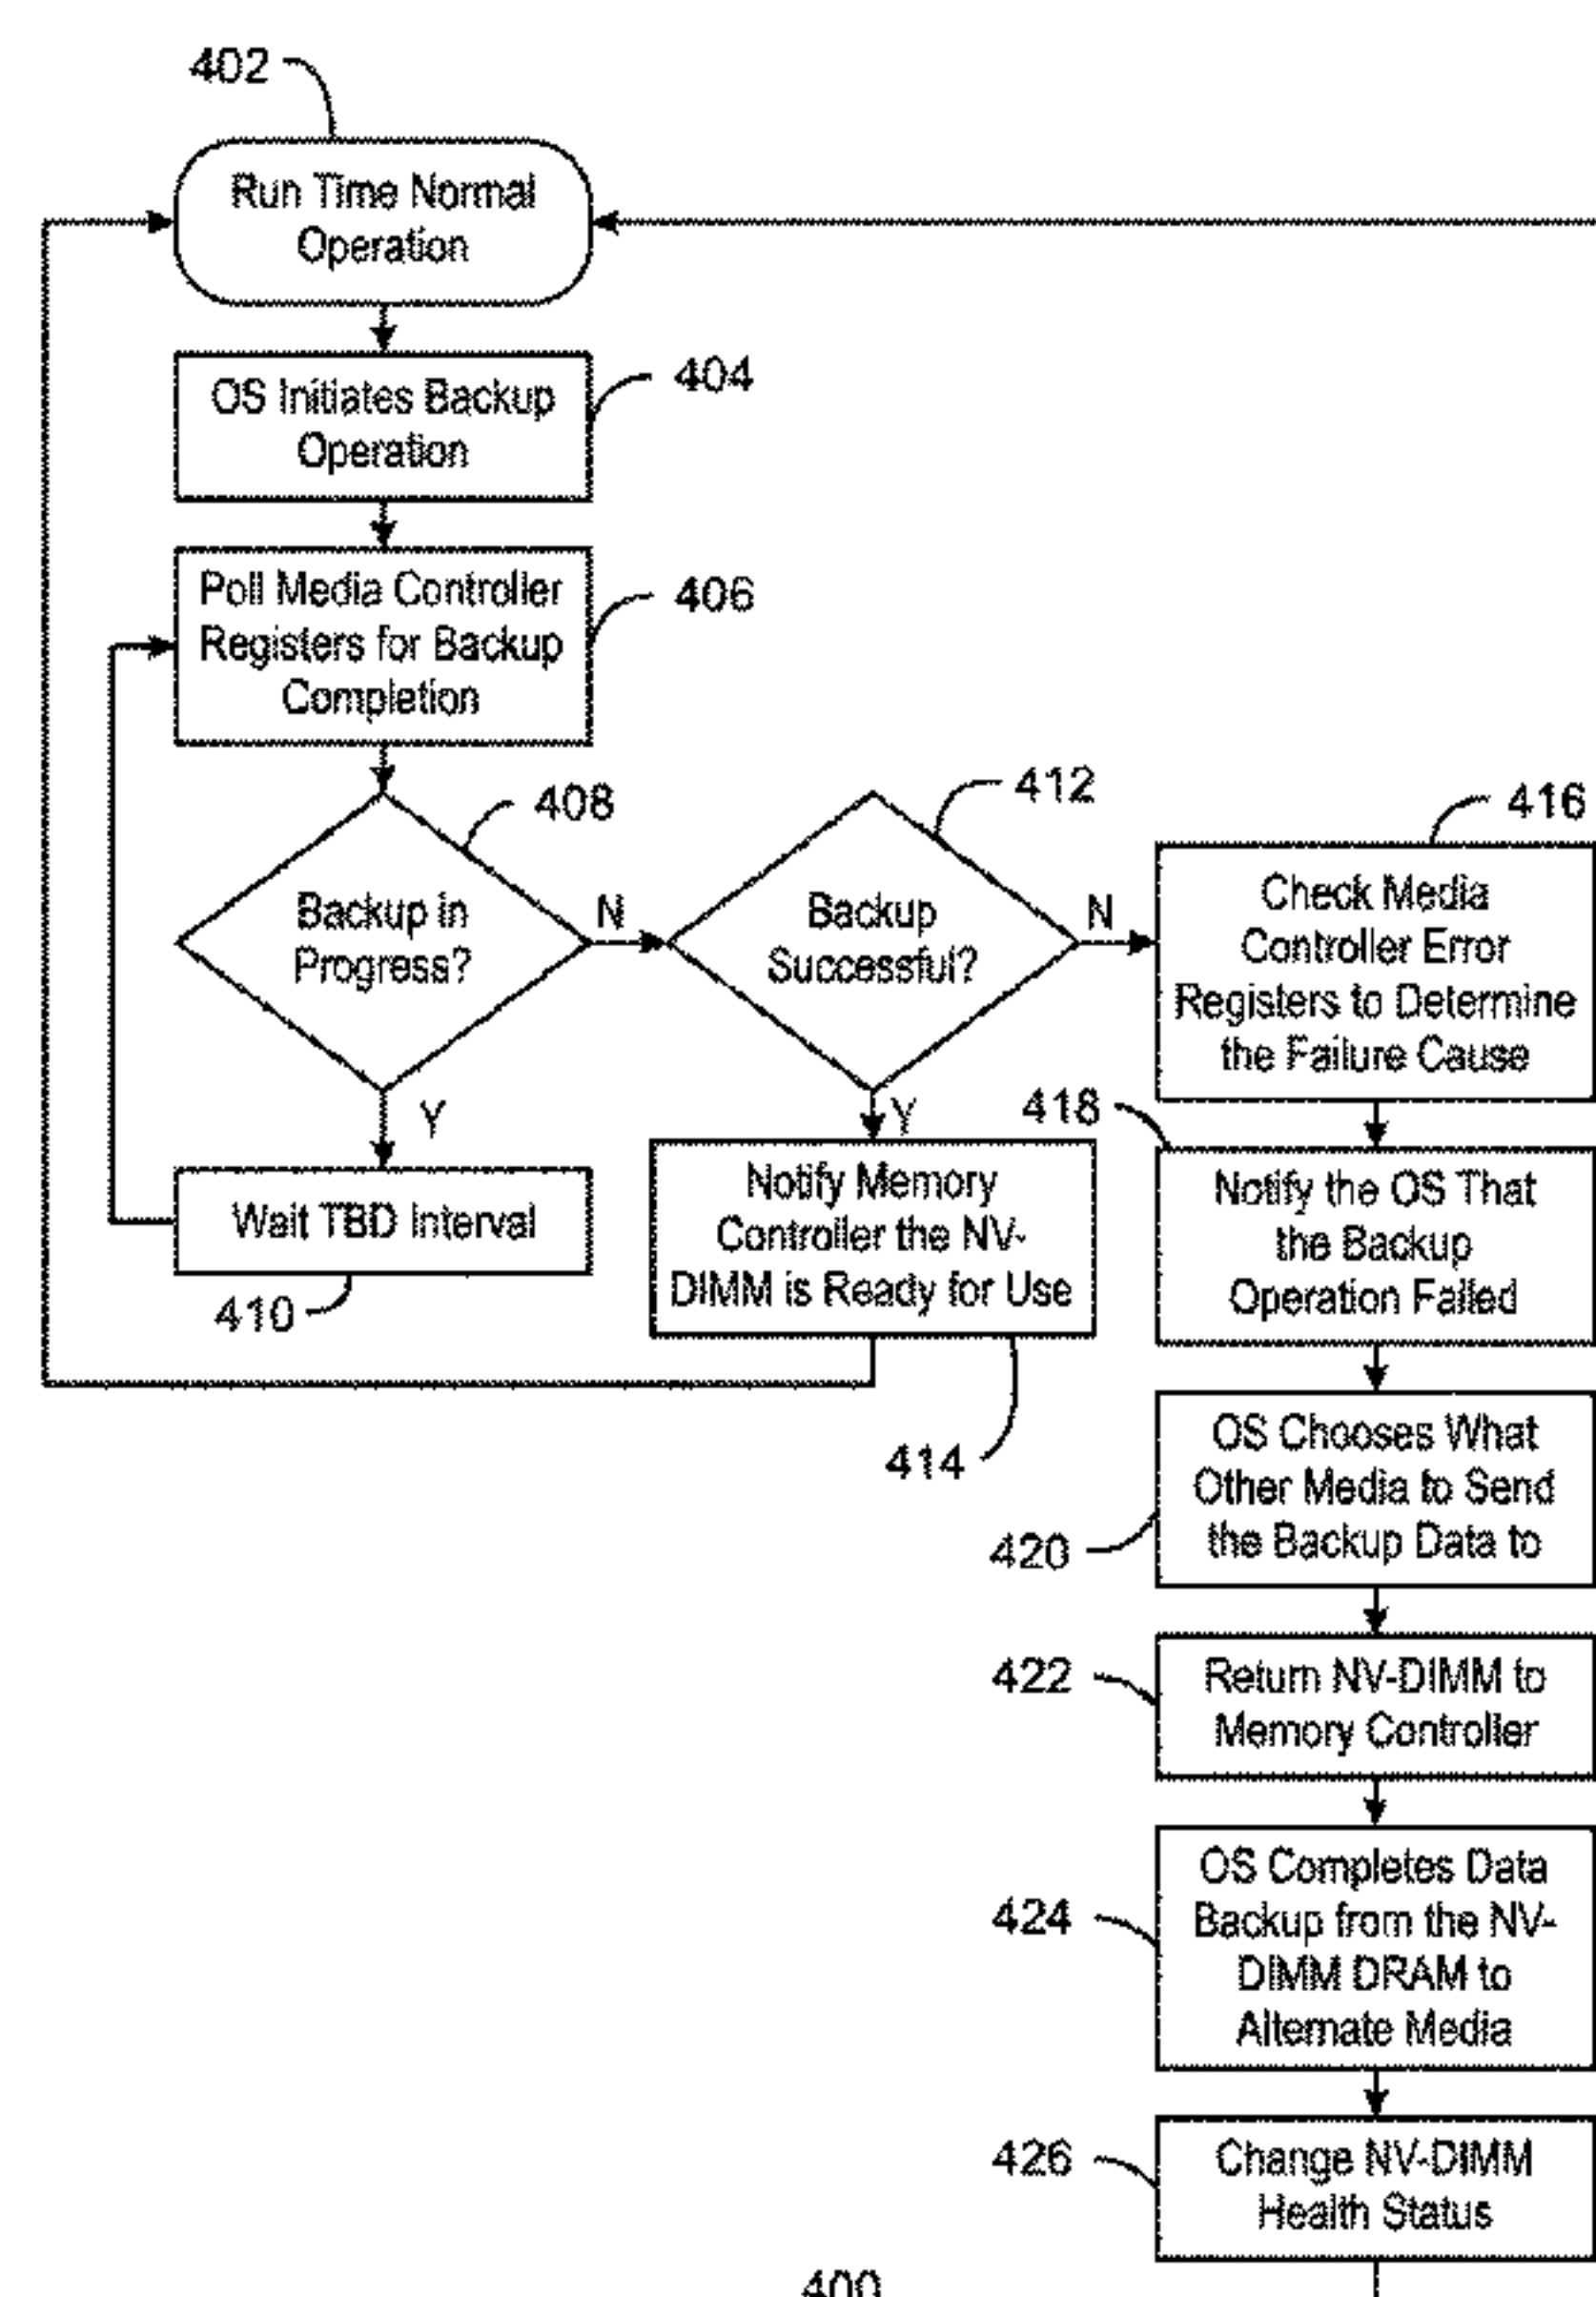 402
Run Time Normal
Operation
OS Initiates Backup
Operation
404
Poll Media Controller
Registers for Backup
Completion
406
408
Backup in
Progress?
N
Y
Wait TBD Interval
410
412
Backup
Successful?
N
Y
Notify Memory
Controller the NV-
DIMM is Ready for Use
414
416
Check Media
Controller Error
Registers to Determine
the Failure Cause
418
Notify the OS That
the Backup
Operation Failed
OS Chooses What
Other Media to Send
the Backup Data to
420
422
Return NV-DIMM to
Memory Controller
424
OS Completes Data
Backup from the NV-
DIMM DRAM to
Alternate Media
426
Change NV-DIMM
Health Status
400